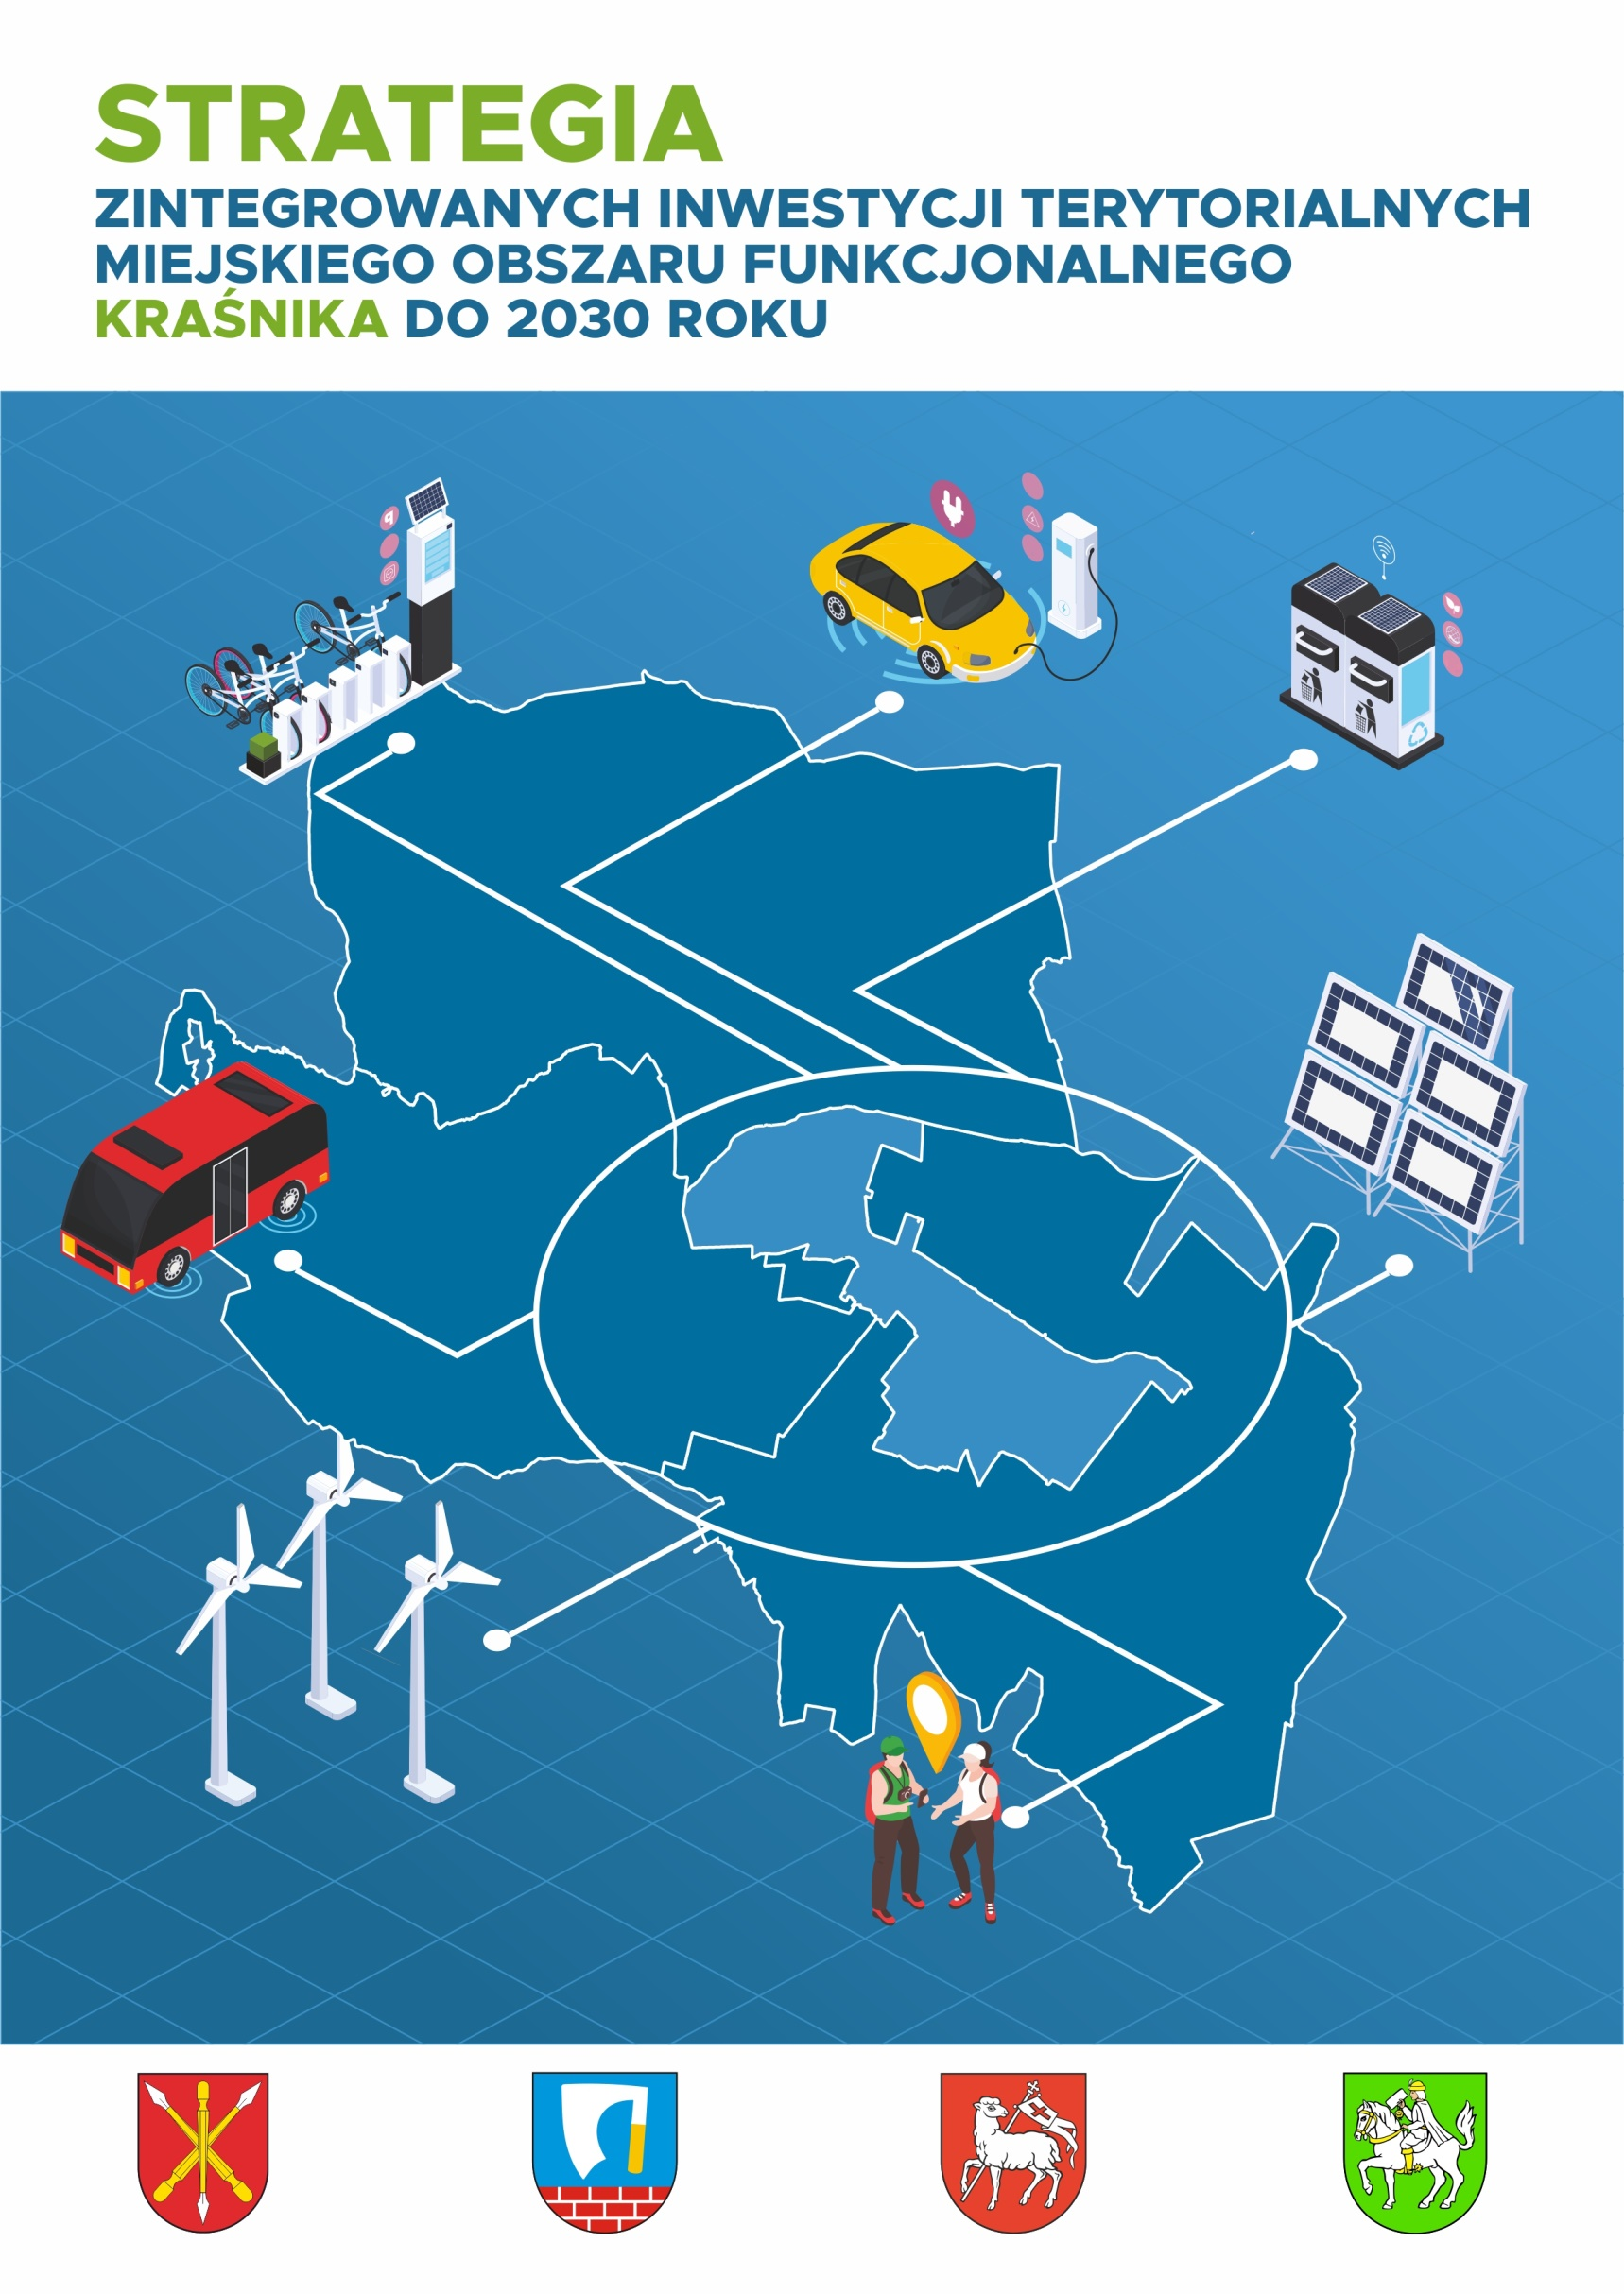 STRATEGIA
ZINTEGROWANYCH INWESTYCJI TERYTORIALNYCH
MIEJSKIEGO OBSZARU FUNKCJONALNEGO
KRAŚNIKA DO 2030 ROKU